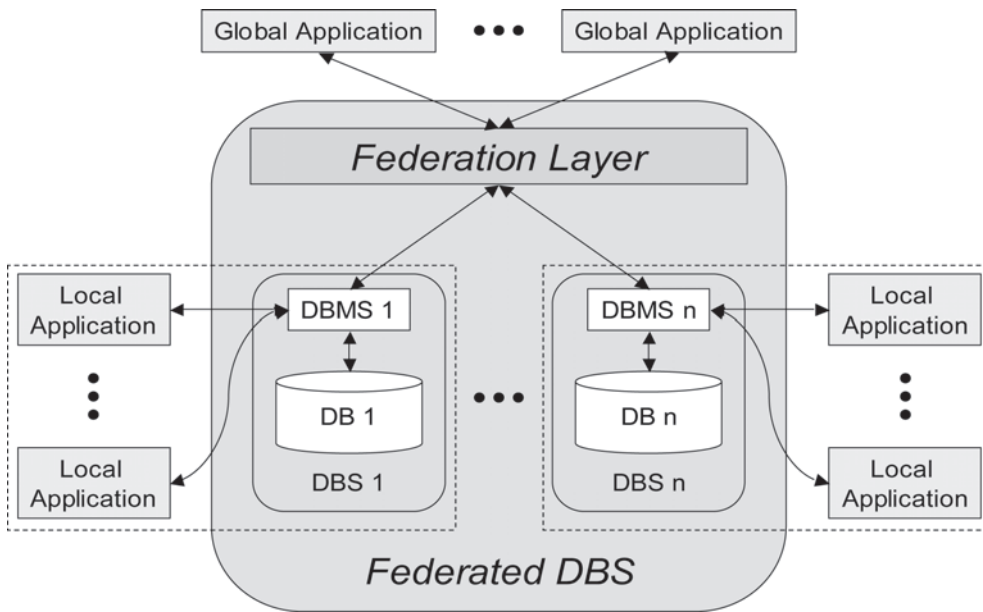 Global Application
Global Application
Federation Layer
Local
Application
DBMS 1
DBMS n
Local
Application
DB 1
DB n
Local
Application
DBS 1
DBS n
Local
Application
Federated DBS